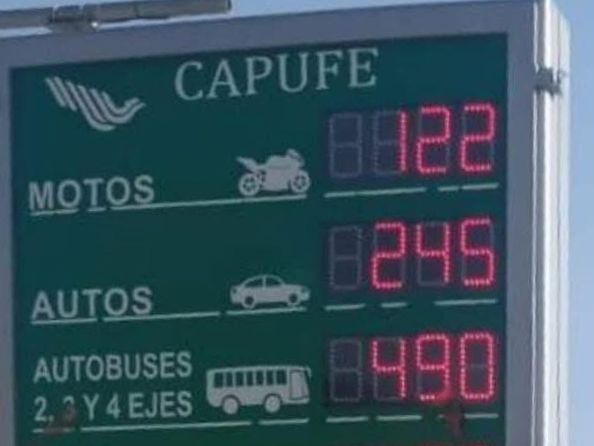 CAPUFE
MOTOS 122
AUTOS 245
AUTOBUSES
2, 3 Y 4 EJES 490